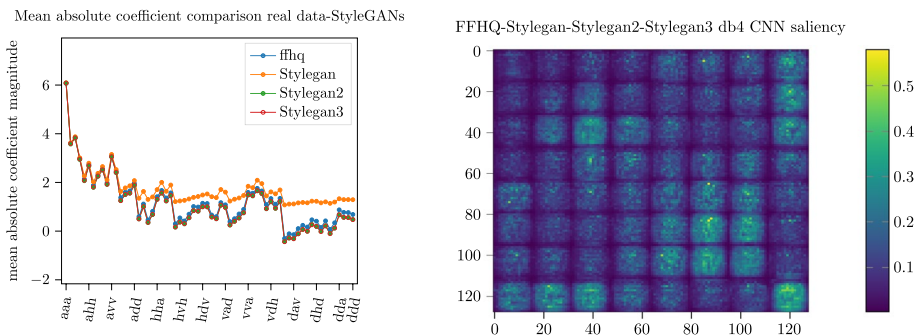 Mean absolute coefficient comparison real data-StyleGANs
mean absolute coefficient magnitude
6
4
2
0
−2
ffhq
Stylegan
Stylegan2
Stylegan3
aaa
ahh
avv
add
hha
hvh
hdv
vad
vva
vdh
dav
dhd
dda
ddd
FFHQ-Stylegan-Stylegan2-Stylegan3 db4 CNN saliency
0
20
40
60
80
100
120
0
20
40
60
80
100
120
0.5
0.4
0.3
0.2
0.1